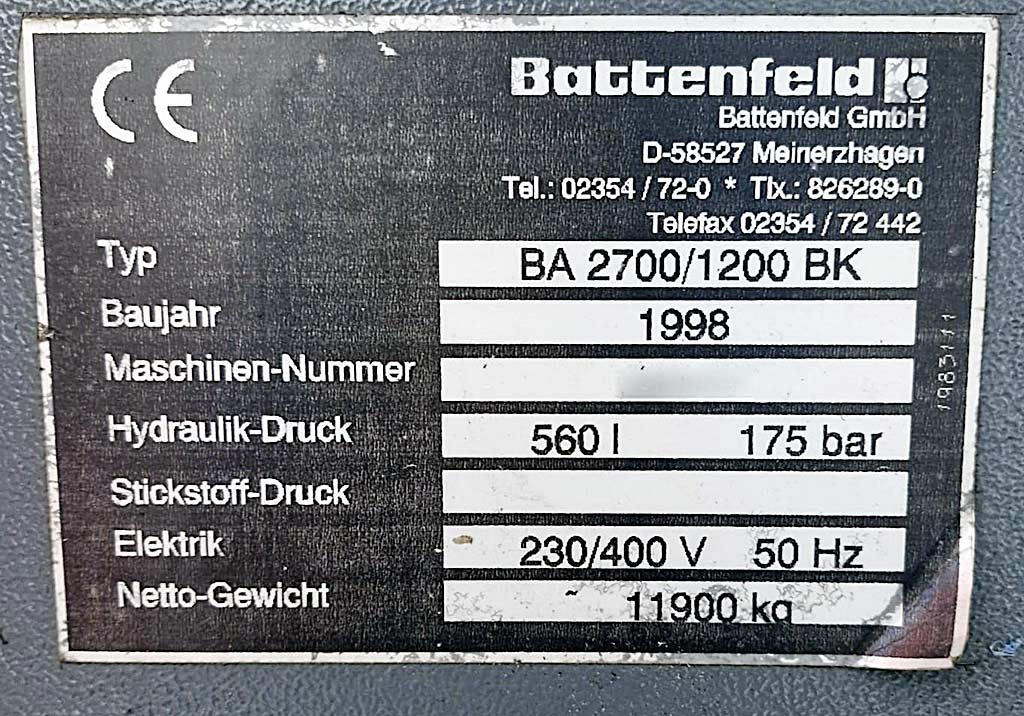 CE
Battenfeld
Battenfeld GmbH
D-58527 Meinerzhagen
Tel.: 02354 / 72-0 * Tlx.: 826289-0
Telefax 02354 / 72 442
Typ BA 2700/1200 BK
Baujahr 1998
Maschinen-Nummer
Hydraulik-Druck 560 l 175 bar
Stickstoff-Druck
Elektrik 230/400 V 50 Hz
Netto-Gewicht ~ 11900 kg
1983111